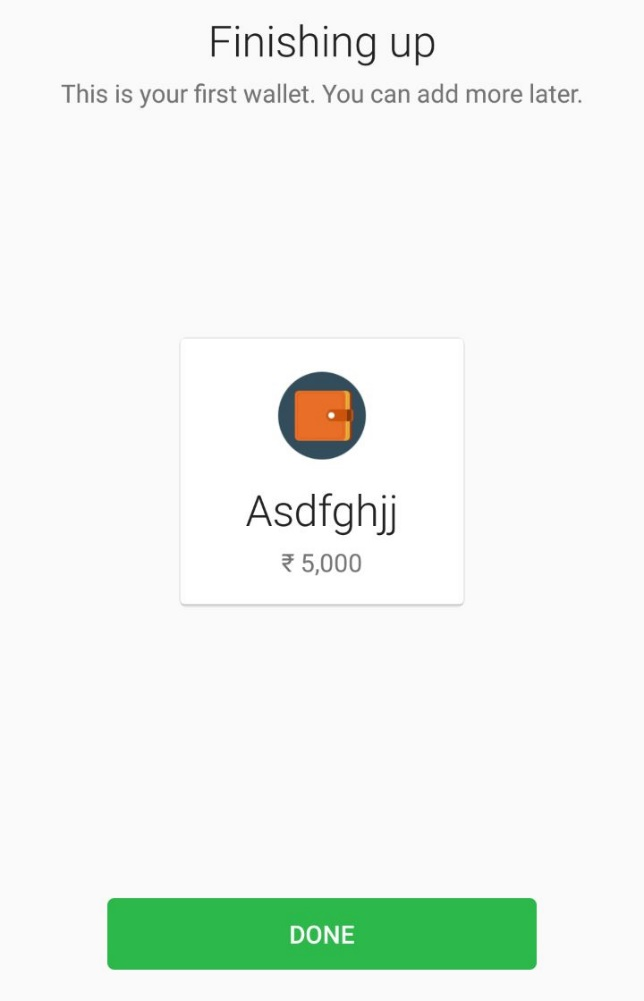 Finishing up
This is your first wallet. You can add more later.
Asdfghjj
₹ 5,000
DONE